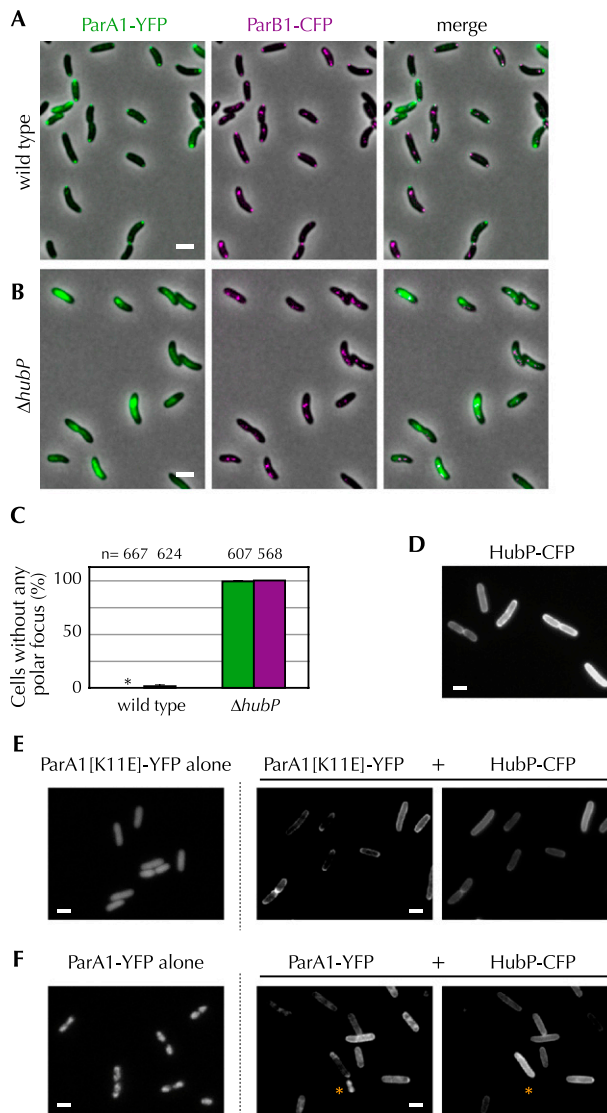 A
ParA1-YFP
ParB1-CFP
merge
wild type
B
ΔhubP
C
n= 667 624 607 568
Cells without any
polar focus (%)
100
50
0
*
wild type
ΔhubP
D
HubP-CFP
E
ParA1[K11E]-YFP alone
ParA1[K11E]-YFP + HubP-CFP
F
ParA1-YFP alone
ParA1-YFP + HubP-CFP
*
*